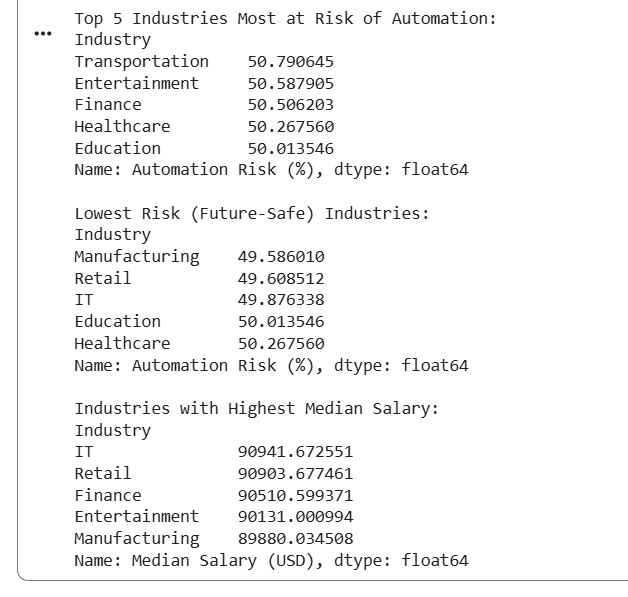 Top 5 Industries Most at Risk of Automation:
Industry
Transportation    50.790645
Entertainment     50.587905
Finance           50.506203
Healthcare        50.267560
Education         50.013546
Name: Automation Risk (%), dtype: float64

Lowest Risk (Future-Safe) Industries:
Industry
Manufacturing    49.586010
Retail           49.608512
IT               49.876338
Education        50.013546
Healthcare       50.267560
Name: Automation Risk (%), dtype: float64

Industries with Highest Median Salary:
Industry
IT               90941.672551
Retail           90903.677461
Finance          90510.599371
Entertainment    90131.000994
Manufacturing    89880.034508
Name: Median Salary (USD), dtype: float64